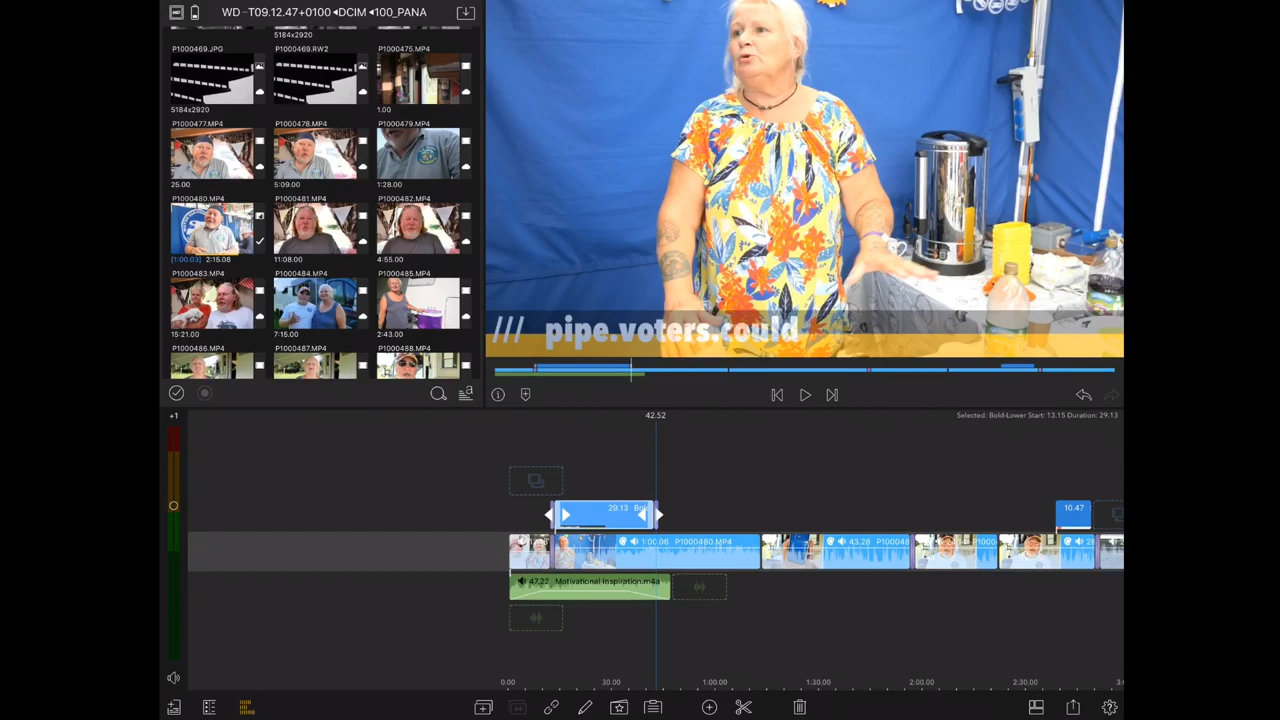 WD - T09.12.47+0100 ◂DCIM ◂100_PANA
5184x2920
P1000469.JPG
P1000469.RW2
P1000475.MP4
5184x2920
1.00
P1000477.MP4
P1000478.MP4
P1000479.MP4
25.00
5:09.00
1:28.00
P1000480.MP4
P1000481.MP4
P1000482.MP4
[1:00.03] 2:15.08
11:08.00
4:55.00
P1000483.MP4
P1000484.MP4
P1000485.MP4
15:21.00
7:15.00
2:43.00
P1000486.MP4
P1000487.MP4
P1000488.MP4
/// pipe.voters.could
+1
42.52
Selected: Bold-Lower Start: 13.15 Duration: 29.13
29.13 Bol
10.47
1:00.06 P1000480.MP4
43.28 P100048
P1000
28
47.22 Motivational Inspiration.m4a
0.00 30.00 1:00.00 1:30.00 2:00.00 2:30.00